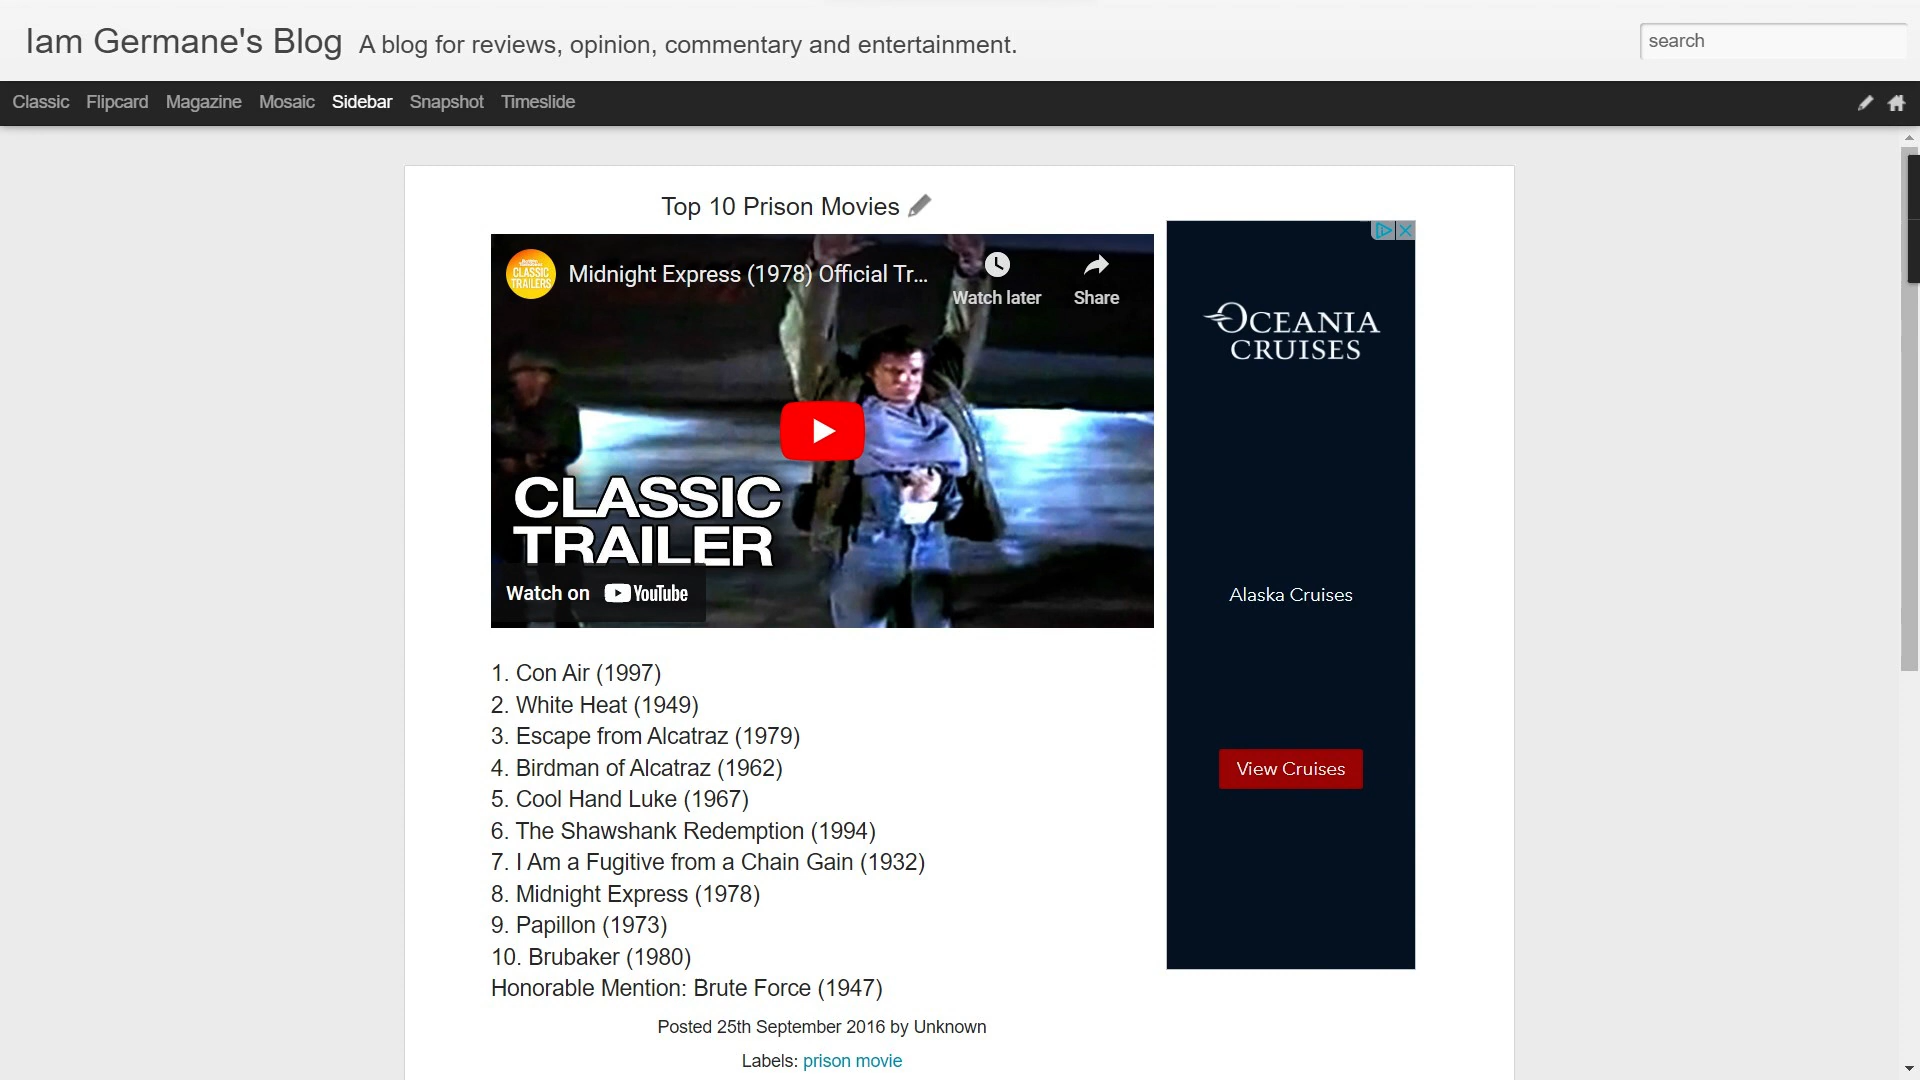 Iam Germane's Blog A blog for reviews, opinion, commentary and entertainment.
search
Classic Flipcard Magazine Mosaic Sidebar Snapshot Timeslide
Top 10 Prison Movies
CLASSIC
TRAILERS
Midnight Express (1978) Official Tr...
Watch later
Share
CLASSIC
TRAILER
Watch on YouTube
OCEANIA
CRUISES
Alaska Cruises
View Cruises
1. Con Air (1997)
2. White Heat (1949)
3. Escape from Alcatraz (1979)
4. Birdman of Alcatraz (1962)
5. Cool Hand Luke (1967)
6. The Shawshank Redemption (1994)
7. I Am a Fugitive from a Chain Gain (1932)
8. Midnight Express (1978)
9. Papillon (1973)
10. Brubaker (1980)
Honorable Mention: Brute Force (1947)
Posted 25th September 2016 by Unknown
Labels: prison movie